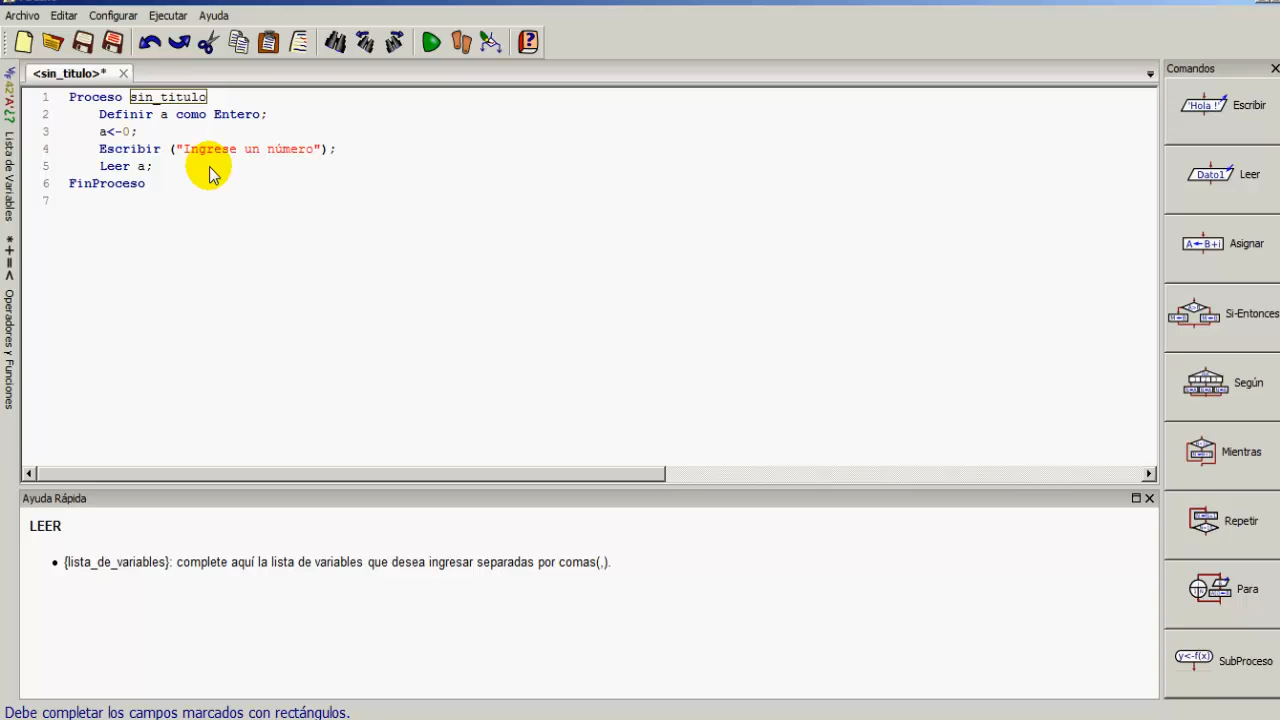 Archivo Editar Configurar Ejecutar Ayuda
<sin_titulo>*
Comandos
1 Proceso sin_titulo
2 Definir a como Entero;
3 a<-0;
4 Escribir ("Ingrese un número");
5 Leer a;
6 FinProceso
7
Lista de Variables
Operadores y Funciones
'Hola !' Escribir
Dato1 Leer
A←B+i Asignar
Si-Entonces
Según
Mientras
Repetir
Para
y<-f(x) SubProceso
Ayuda Rápida
LEER
• {lista_de_variables}: complete aquí la lista de variables que desea ingresar separadas por comas(,).
Debe completar los campos marcados con rectángulos.